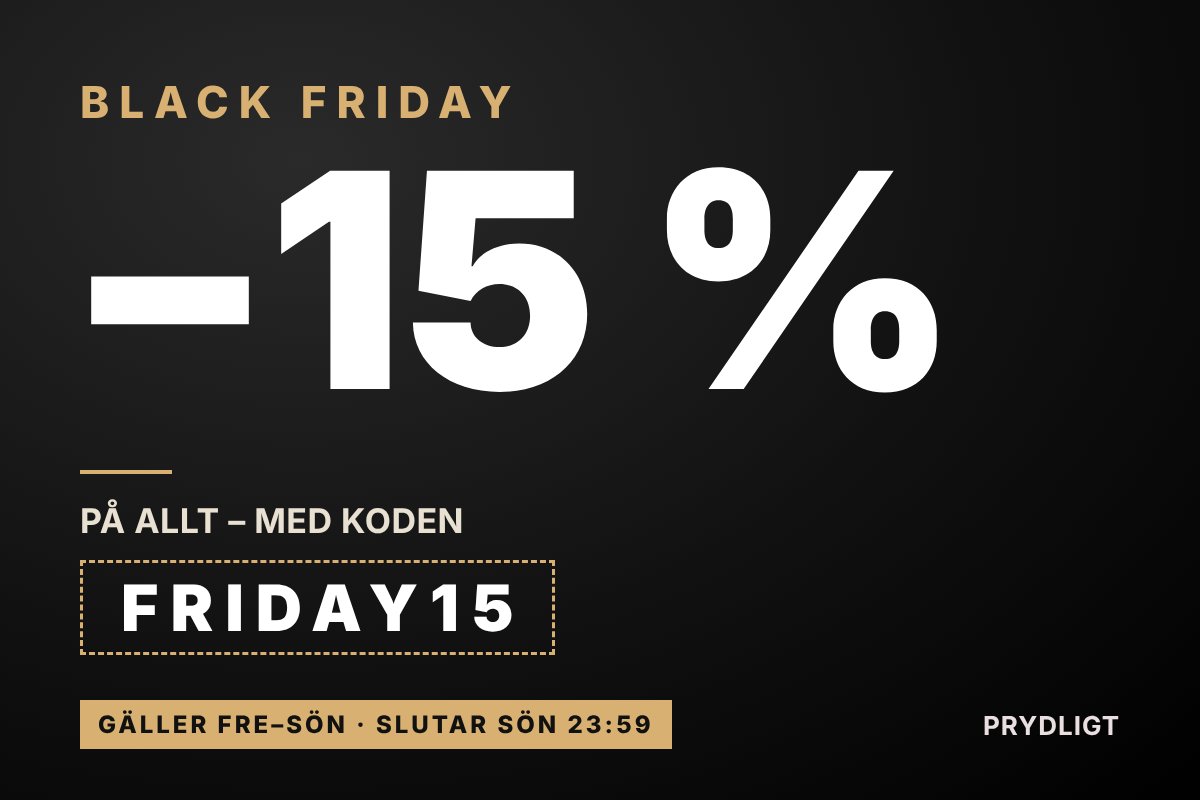 BLACK FRIDAY
–15 %
PÅ ALLT – MED KODEN
FRIDAY15
GÄLLER FRE–SÖN · SLUTAR SÖN 23:59
PRYDLIGT